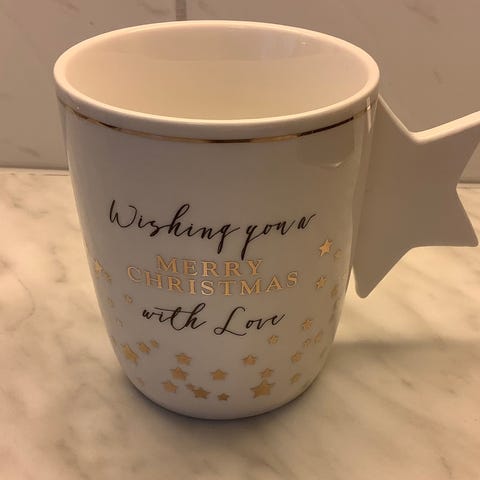 Wishing you a
MERRY
CHRISTMAS
with Love